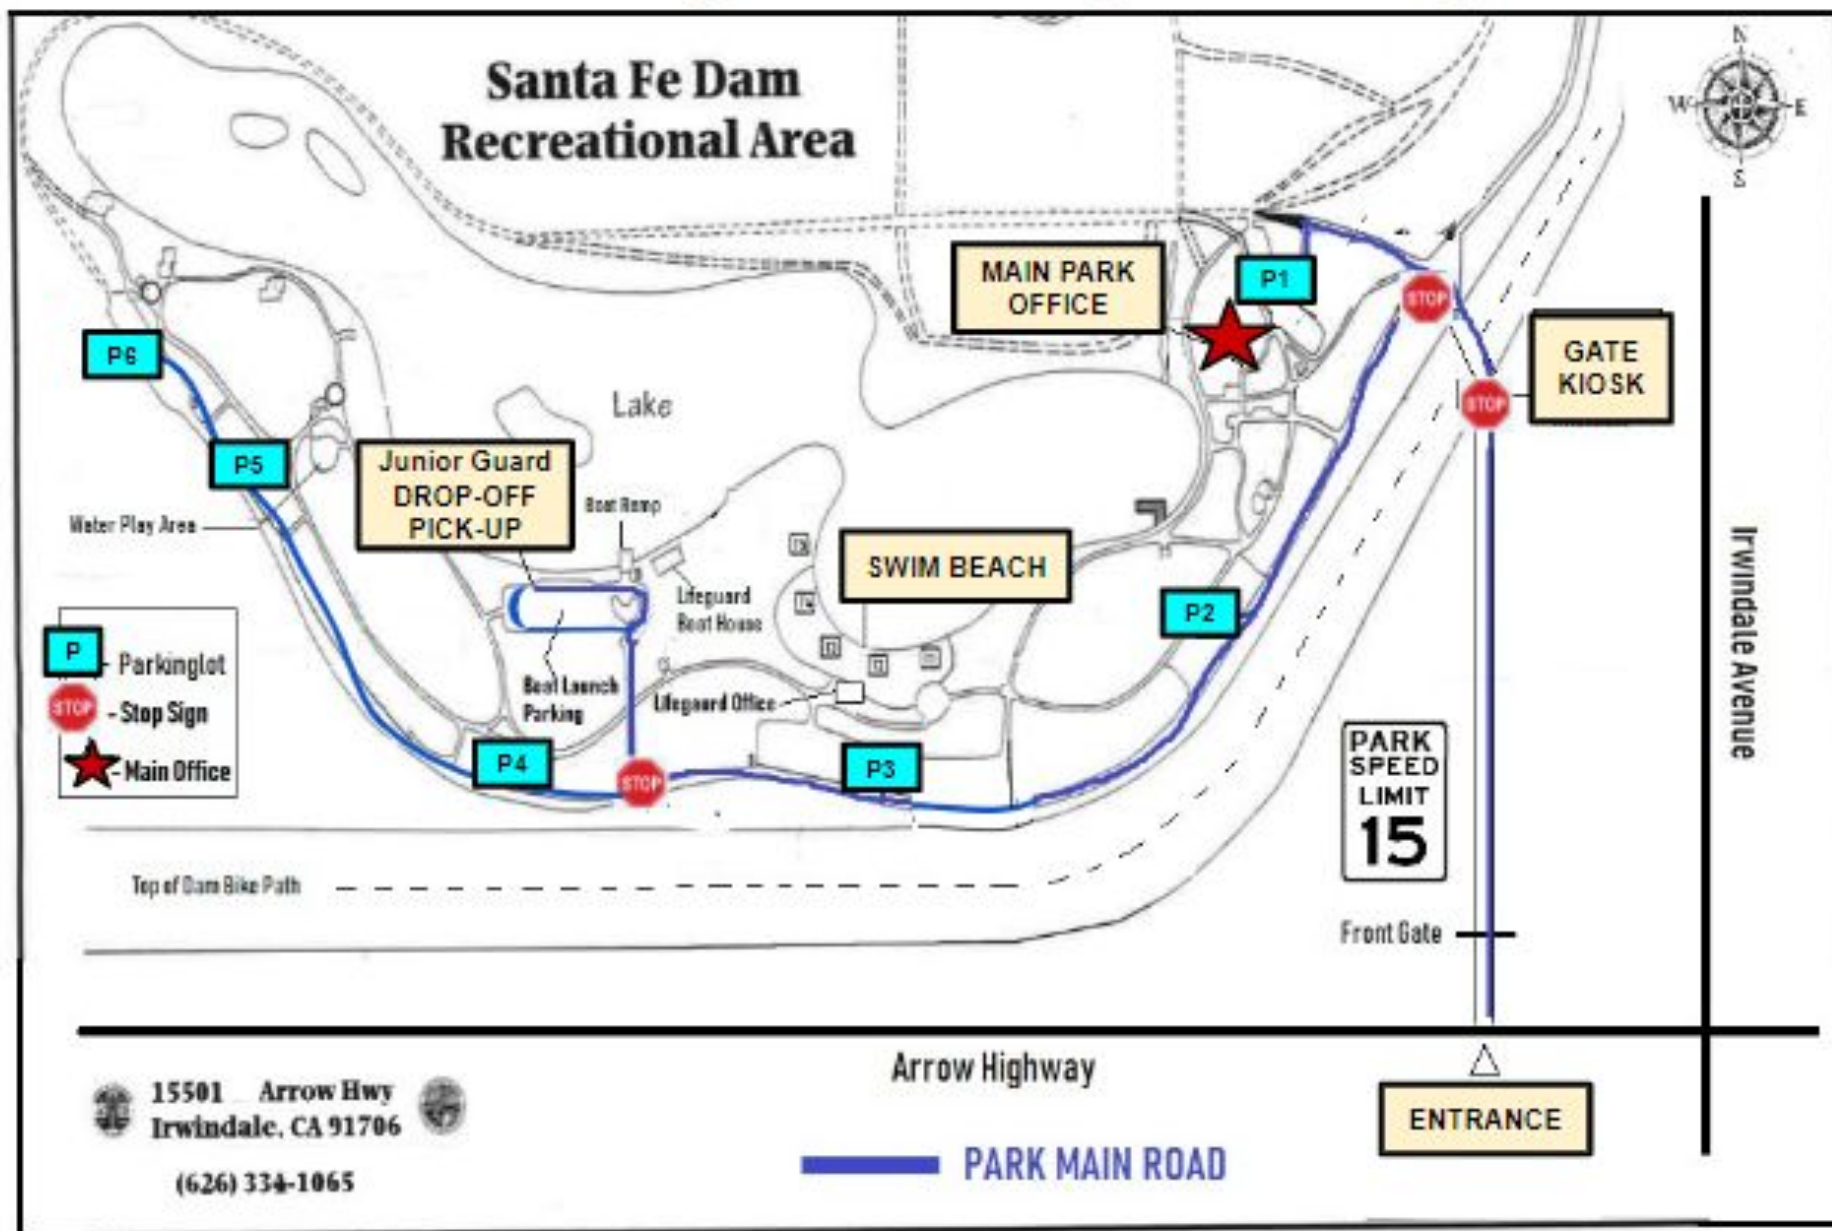 Santa Fe Dam
Recreational Area
N
W
E
S
MAIN PARK
OFFICE
P1
STOP
GATE
KIOSK
STOP
P6
Lake
P5
Junior Guard
DROP-OFF
PICK-UP
Boat Ramp
Water Play Area
SWIM BEACH
Lifeguard
Boat House
P2
Irwindale Avenue
P - Parkinglot
STOP - Stop Sign
- Main Office
Boat Launch
Parking
Lifeguard Office
P4
STOP
P3
PARK
SPEED
LIMIT
15
Top of Dam Bike Path
Front Gate
Arrow Highway
15501 Arrow Hwy
Irwindale, CA 91706
(626) 334-1065
ENTRANCE
PARK MAIN ROAD